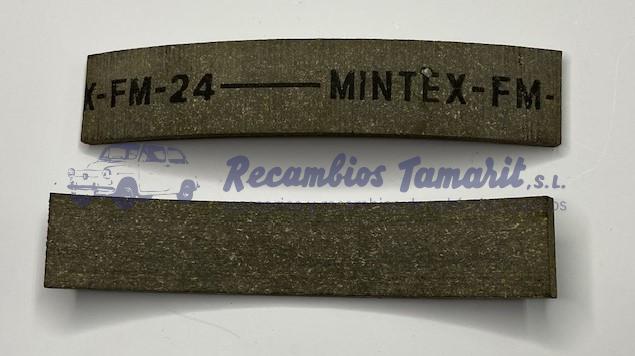 X-FM-24 — MINTEX-FM-
Recambios Tamarit, S.L.